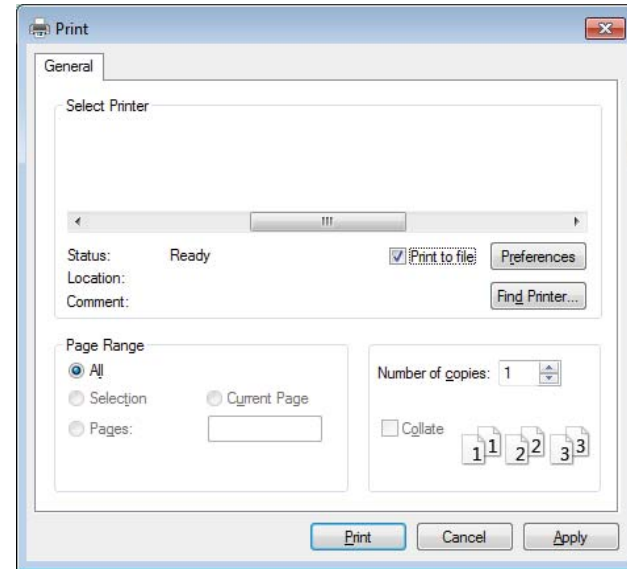 Print
General
Select Printer
Status: Ready
Print to file
Preferences
Location:
Comment:
Find Printer...
Page Range
All
Selection
Current Page
Pages:
Number of copies: 1
Collate
1 1 2 2 3 3
Print
Cancel
Apply